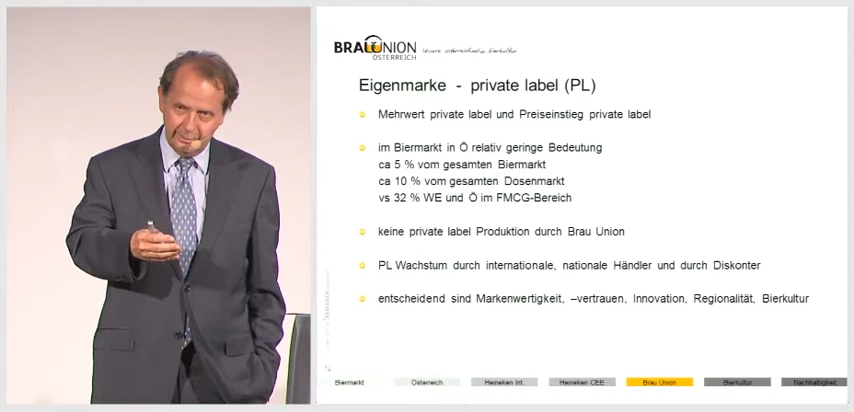 BRAU UNION
ÖSTERREICH
Eigenmarke - private label (PL)
Mehrwert private label und Preiseinstieg private label
im Biermarkt in Ö relativ geringe Bedeutung
ca 5 % vom gesamten Biermarkt
ca 10 % vom gesamten Dosenmarkt
vs 32 % WE und Ö im FMCG-Bereich
keine private label Produktion durch Brau Union
PL Wachstum durch internationale, nationale Händler und durch Diskonter
entscheidend sind Markenwertigkeit, –vertrauen, Innovation, Regionalität, Bierkultur
12
Biermarkt Österreich Heineken Int. Heineken CEE Brau Union Bierkultur Nachhaltigkeit